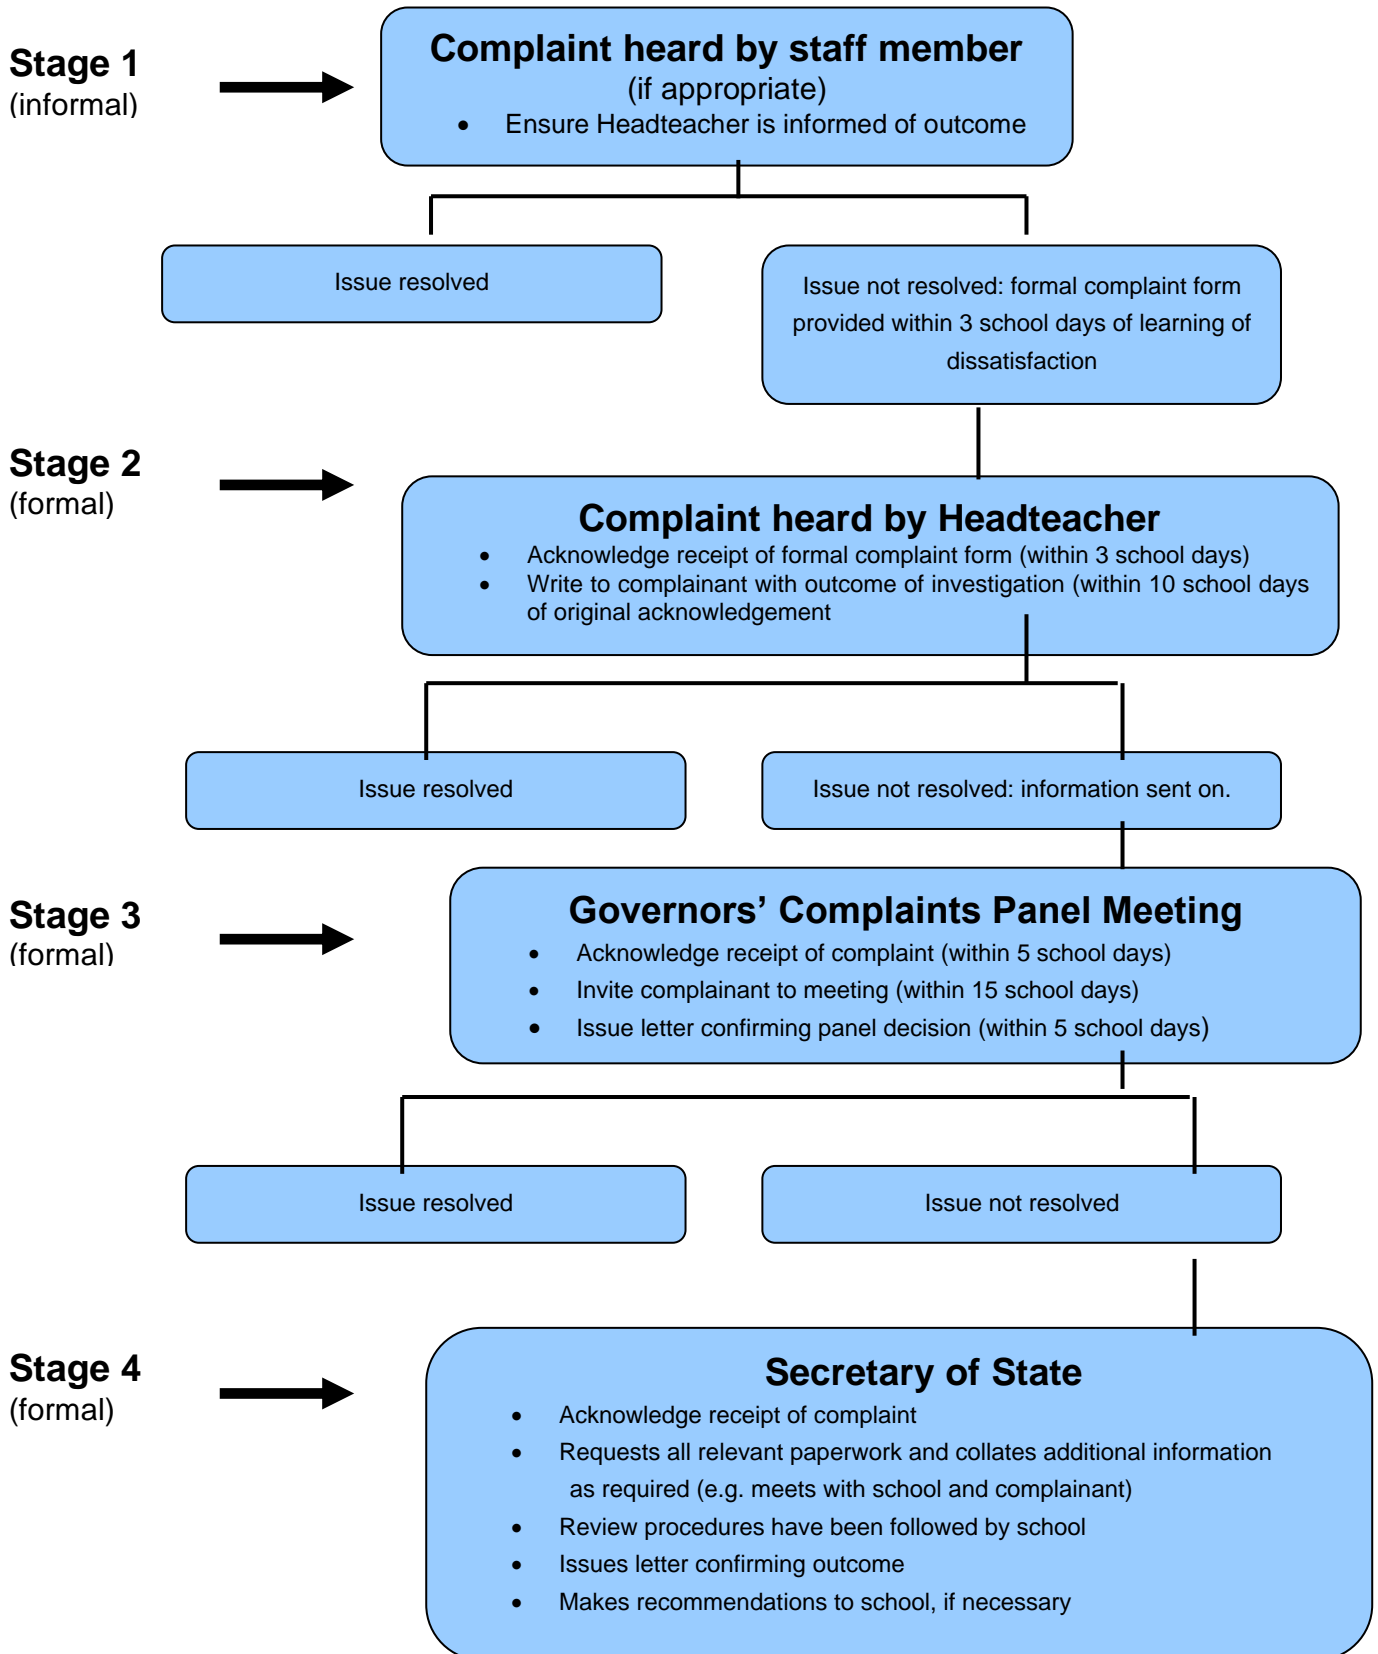 Stage 1
(informal)
Complaint heard by staff member
(if appropriate)
• Ensure Headteacher is informed of outcome
Issue resolved
Issue not resolved: formal complaint form
provided within 3 school days of learning of
dissatisfaction
Stage 2
(formal)
Complaint heard by Headteacher
• Acknowledge receipt of formal complaint form (within 3 school days)
• Write to complainant with outcome of investigation (within 10 school days
of original acknowledgement
Issue resolved
Issue not resolved: information sent on.
Stage 3
(formal)
Governors’ Complaints Panel Meeting
• Acknowledge receipt of complaint (within 5 school days)
• Invite complainant to meeting (within 15 school days)
• Issue letter confirming panel decision (within 5 school days)
Issue resolved
Issue not resolved
Stage 4
(formal)
Secretary of State
• Acknowledge receipt of complaint
• Requests all relevant paperwork and collates additional information
as required (e.g. meets with school and complainant)
• Review procedures have been followed by school
• Issues letter confirming outcome
• Makes recommendations to school, if necessary